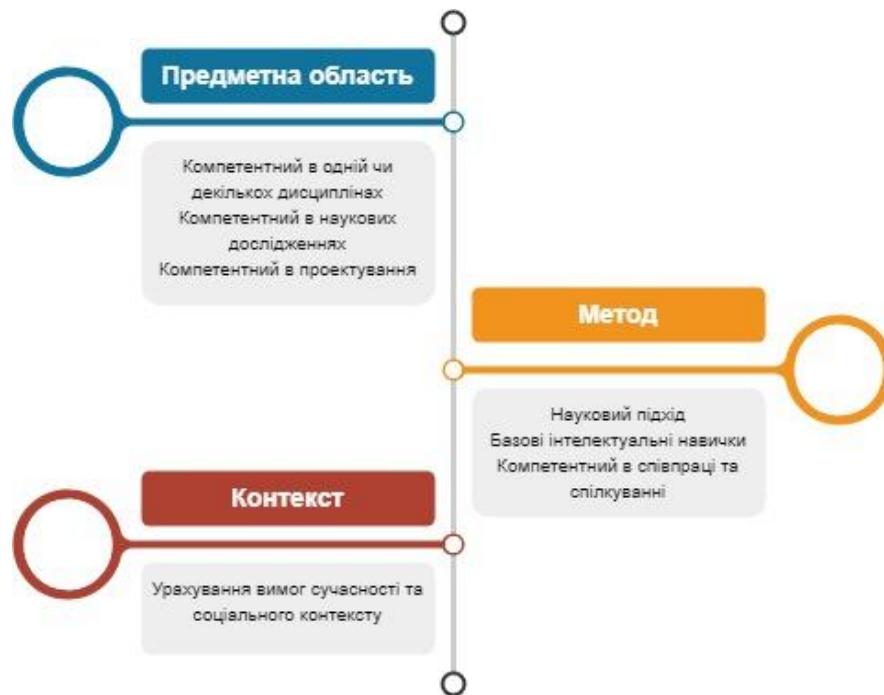 Предметна область
Компетентний в одній чи
декількох дисциплінах
Компетентний в наукових
дослідженнях
Компетентний в проектування
Метод
Науковий підхід
Базові інтелектуальні навички
Компетентний в співпраці та
спілкуванні
Контекст
Урахування вимог сучасності та
соціального контексту